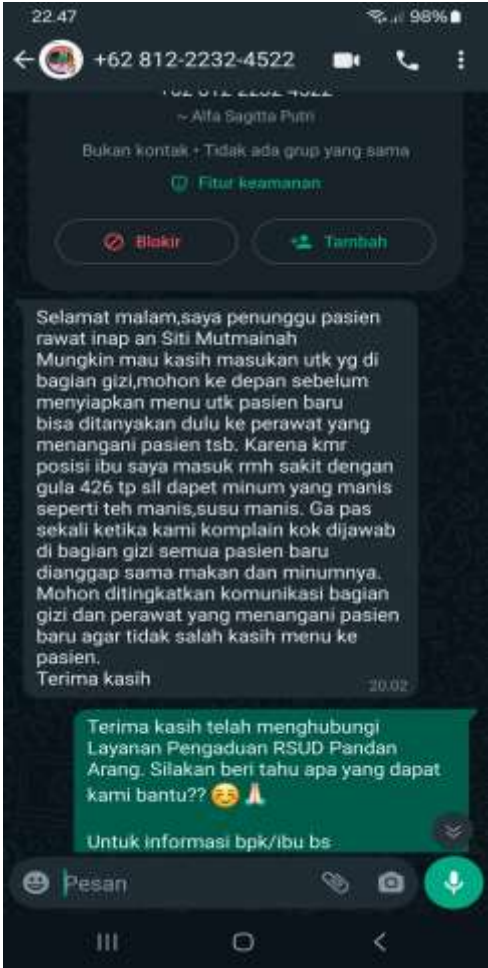 22.47
98%
+62 812-2232-4522
+62 812-2232-4522
~ Alfa Sagitta Putri
Bukan kontak • Tidak ada grup yang sama
Fitur keamanan
Blokir
Tambah
Selamat malam,saya penunggu pasien
rawat inap an Siti Mutmainah
Mungkin mau kasih masukan utk yg di
bagian gizi,mohon ke depan sebelum
menyiapkan menu utk pasien baru
bisa ditanyakan dulu ke perawat yang
menangani pasien tsb. Karena kmr
posisi ibu saya masuk rmh sakit dengan
gula 426 tp sll dapet minum yang manis
seperti teh manis,susu manis. Ga pas
sekali ketika kami komplain kok dijawab
di bagian gizi semua pasien baru
dianggap sama makan dan minumnya.
Mohon ditingkatkan komunikasi bagian
gizi dan perawat yang menangani pasien
baru agar tidak salah kasih menu ke
pasien.
Terima kasih
20.02
Terima kasih telah menghubungi
Layanan Pengaduan RSUD Pandan
Arang. Silakan beri tahu apa yang dapat
kami bantu?? ☺️🙏🏻
Untuk informasi bpk/ibu bs
Pesan